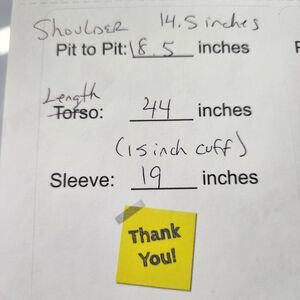 Shoulder 14.5 inches
Pit to Pit: 18.5 inches
Length
Torso: 44 inches
(15 inch cuff)
Sleeve: 19 inches
Thank
You!